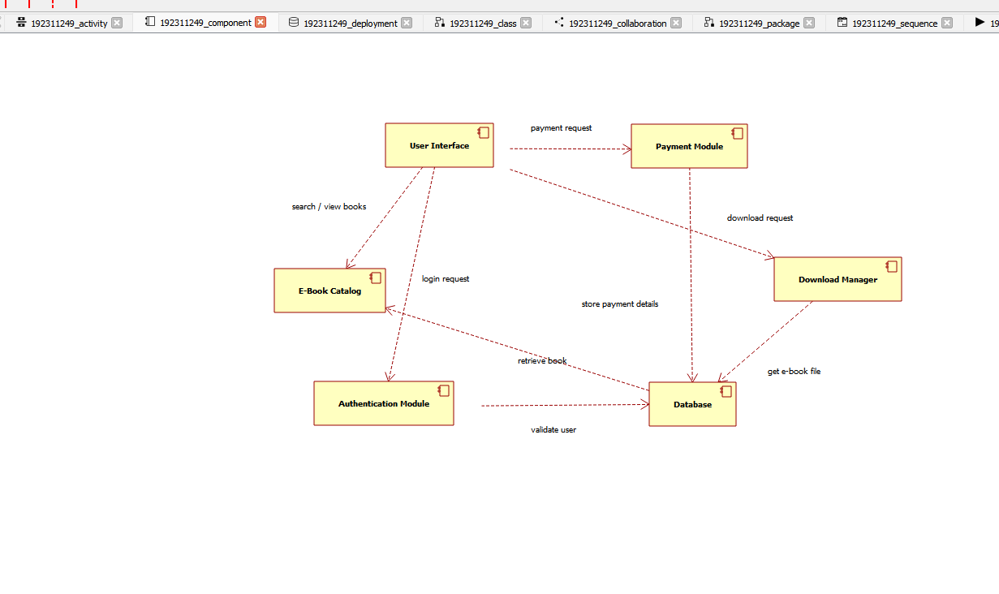 192311249_activity
192311249_component
192311249_deployment
192311249_class
192311249_collaboration
192311249_package
192311249_sequence
19
payment request
User Interface
Payment Module
search / view books
download request
login request
Download Manager
E-Book Catalog
store payment details
retrieve book
get e-book file
Authentication Module
Database
validate user